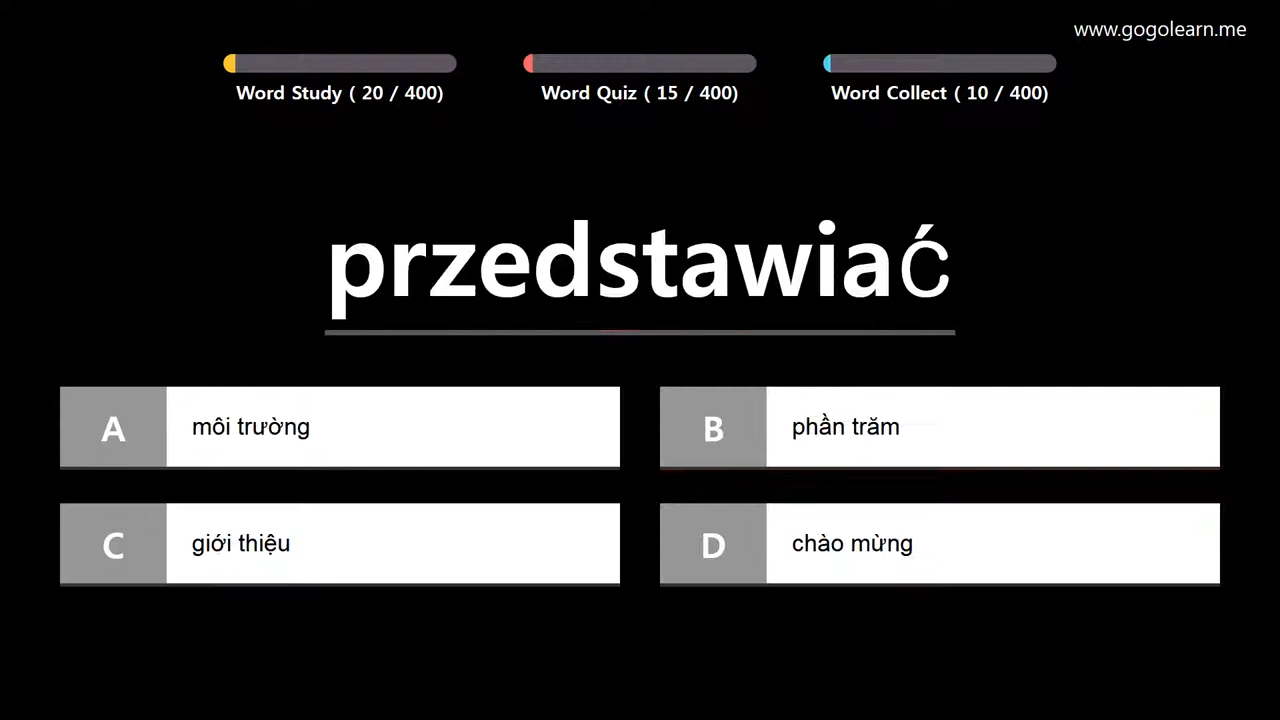 www.gogolearn.me
Word Study ( 20 / 400)
Word Quiz ( 15 / 400)
Word Collect ( 10 / 400)
przedstawiać
A môi trường
B phần trăm
C giới thiệu
D chào mừng